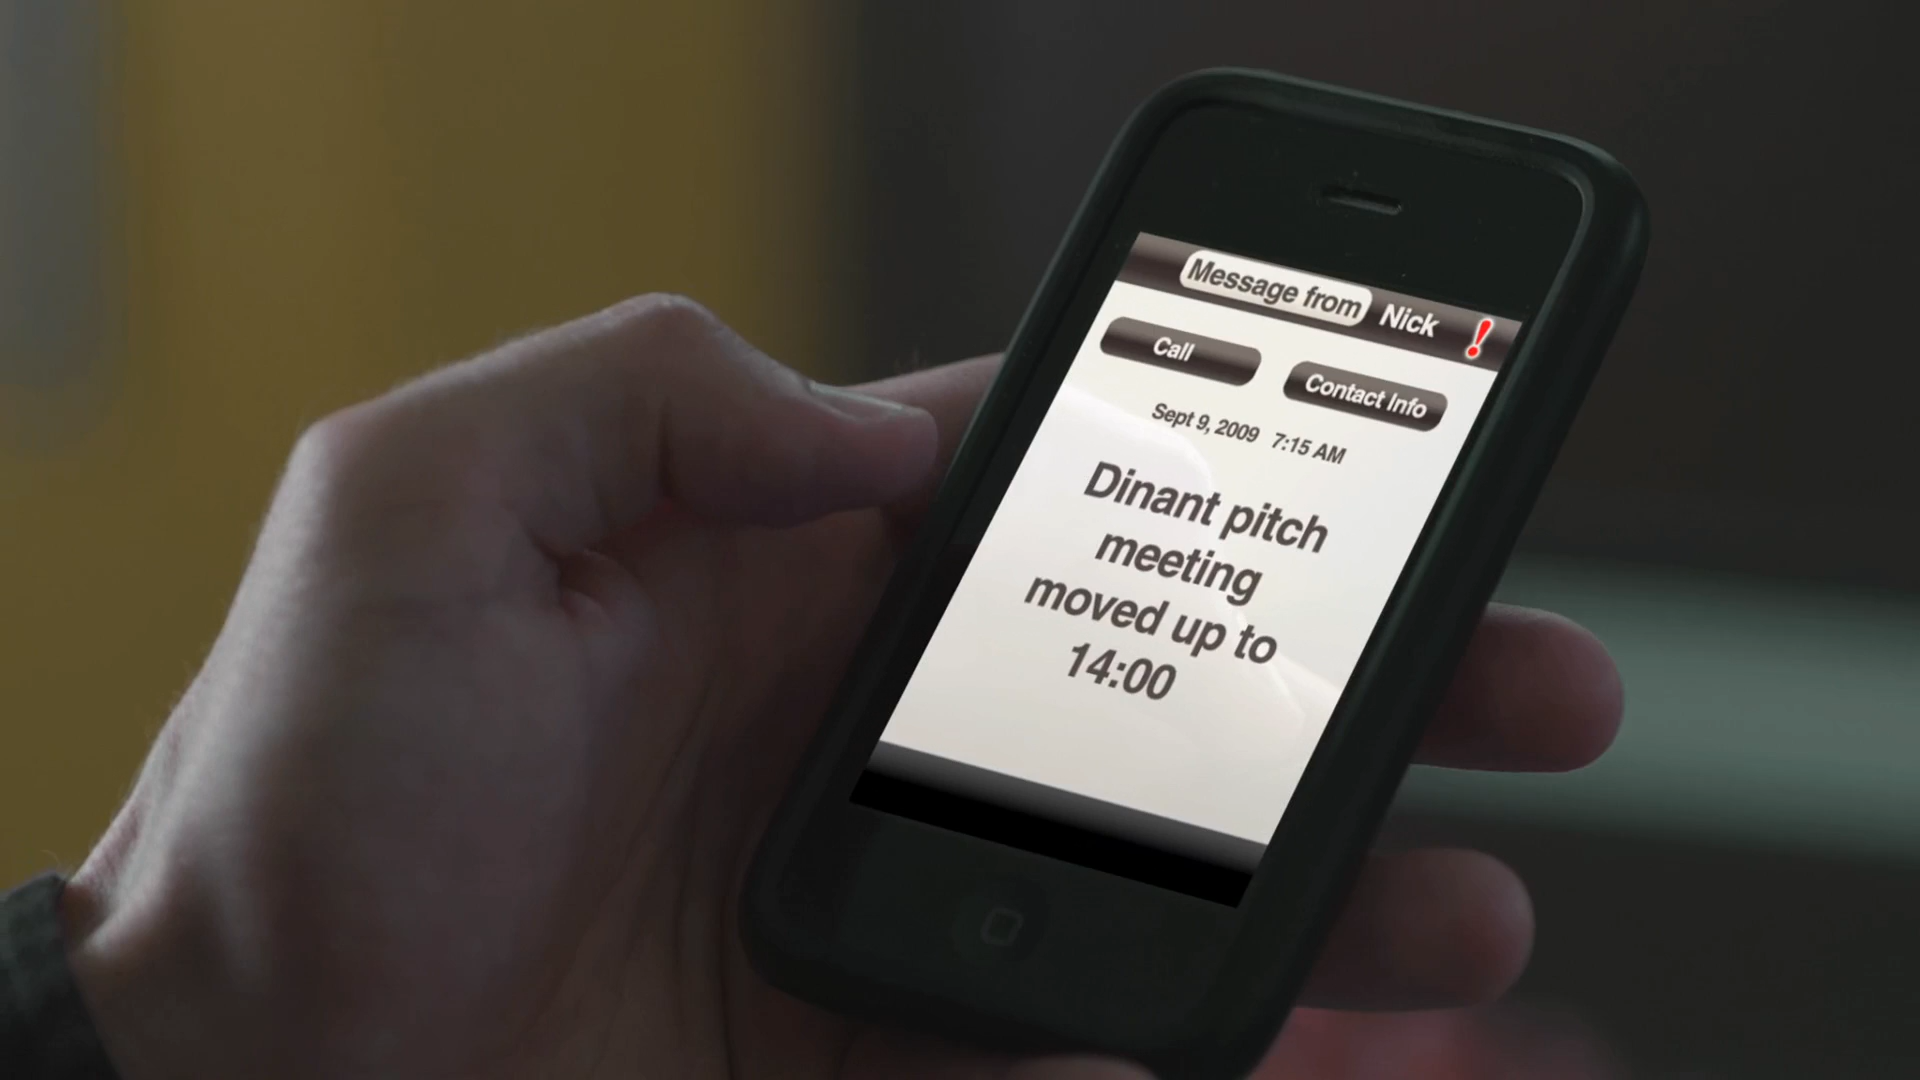 Message from Nick !
Call Contact Info
Sept 9, 2009 7:15 AM
Dinant pitch
meeting
moved up to
14:00